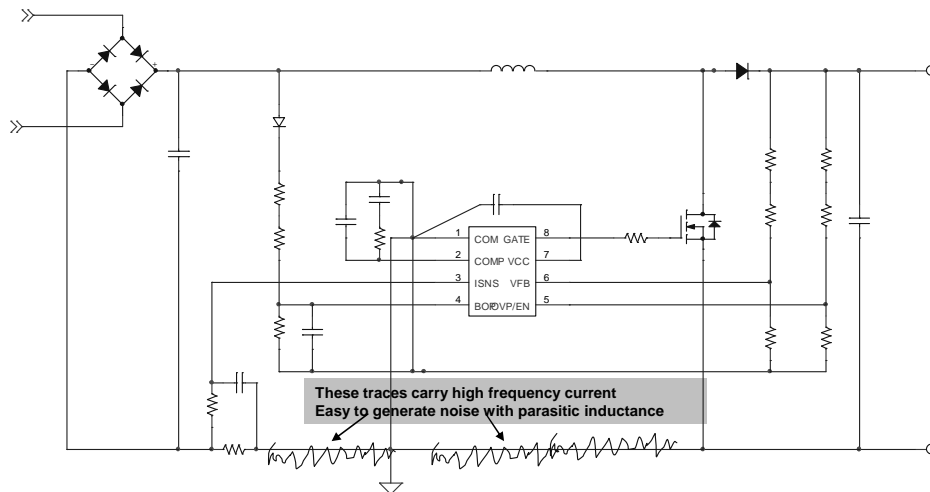 - +
1 COM GATE 8
2 COMP VCC 7
3 ISNS VFB 6
4 BOP OVP/EN 5
These traces carry high frequency current
Easy to generate noise with parasitic inductance